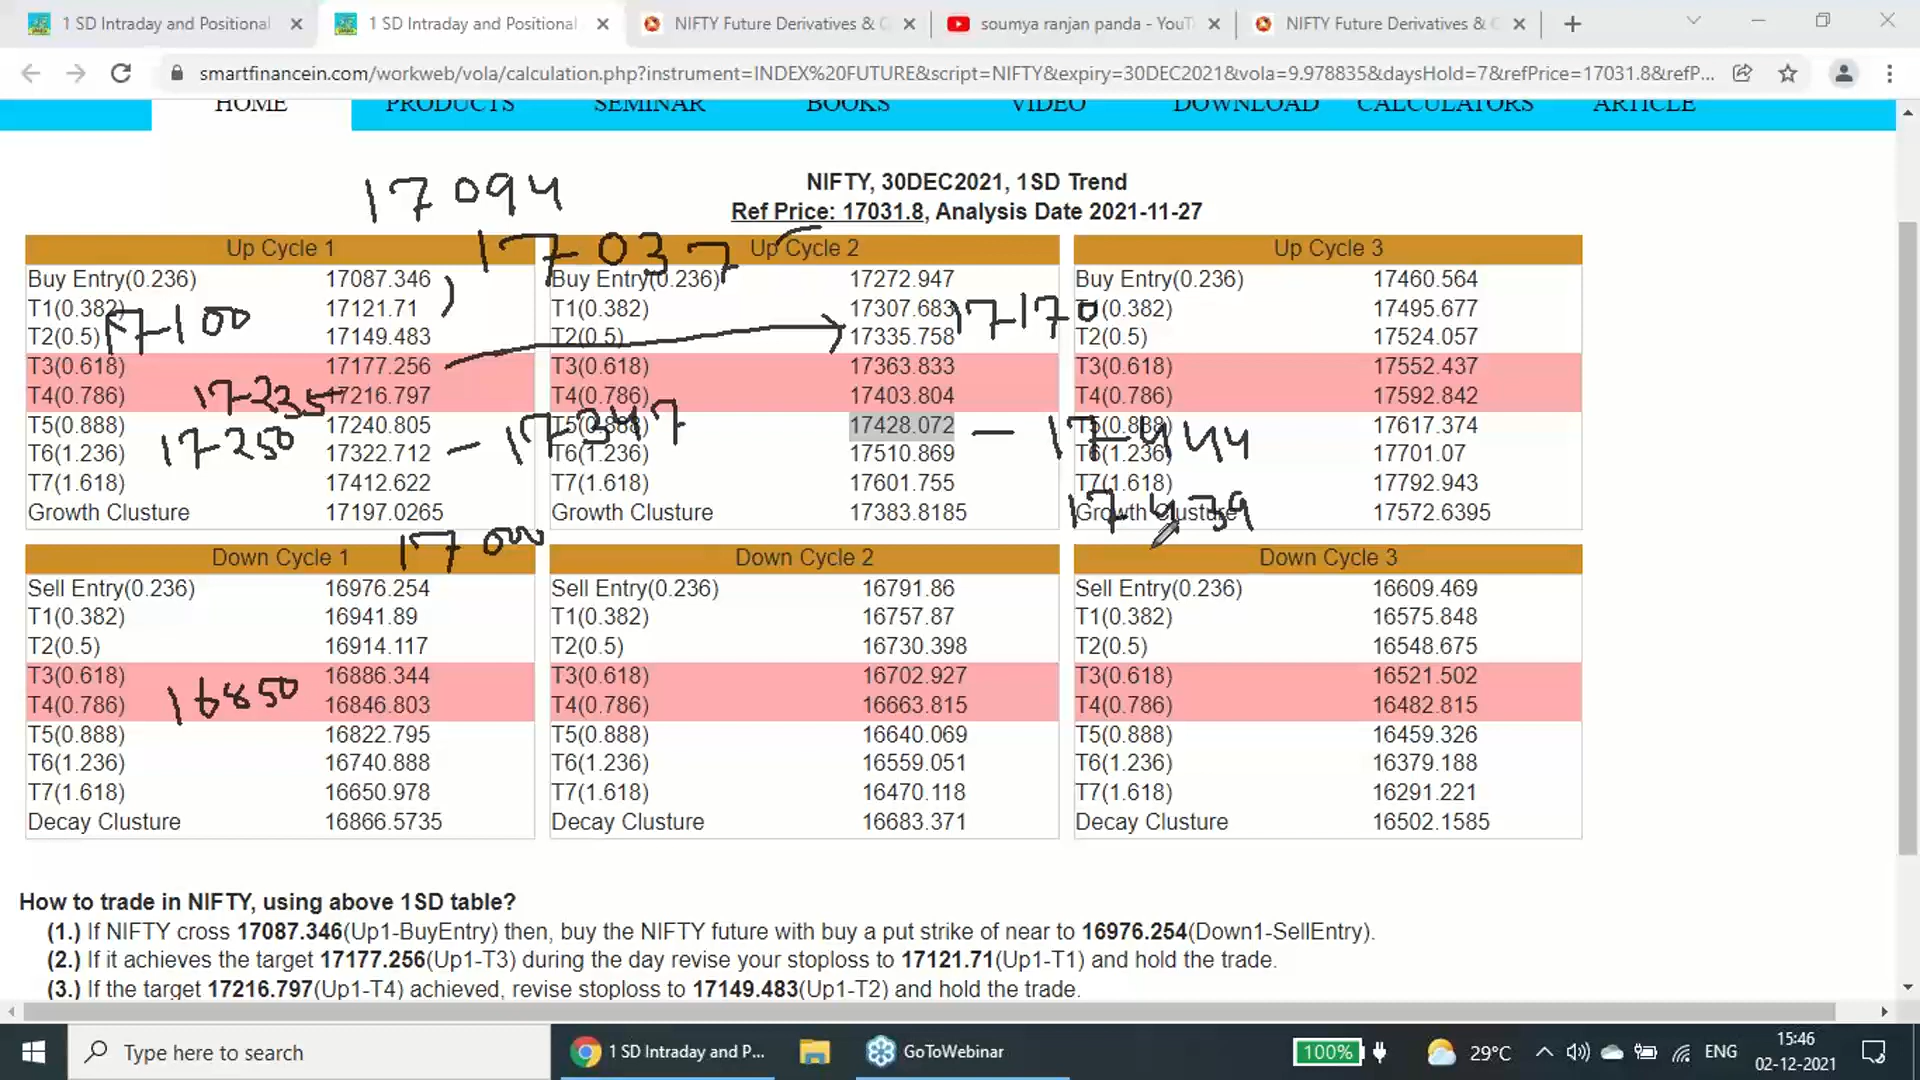 1 SD Intraday and Positional
1 SD Intraday and Positional
NIFTY Future Derivatives &
soumya ranjan panda - YouT
NIFTY Future Derivatives &
smartfinancein.com/workweb/vola/calculation.php?instrument=INDEX%20FUTURE&script=NIFTY&expiry=30DEC2021&vola=9.978835&daysHold=7&refPrice=17031.8&refP...
HOME PRODUCTS SEMINAR BOOKS VIDEO DOWNLOAD CALCULATORS ARTICLE
NIFTY, 30DEC2021, 1SD Trend
Ref Price: 17031.8, Analysis Date 2021-11-27
17094
17-037
Up Cycle 1
Buy Entry(0.236) 17087.346
T1(0.382) 17121.71
17-100
T2(0.5) 17149.483
T3(0.618) 17177.256
T4(0.786) 17216.797
17-235
T5(0.888) 17240.805
17-250
T6(1.236) 17322.712
17-347
T7(1.618) 17412.622
Growth Clusture 17197.0265
Up Cycle 2
Buy Entry(0.236) 17272.947
T1(0.382) 17307.683
17-170
T2(0.5) 17335.758
T3(0.618) 17363.833
T4(0.786) 17403.804
T5(0.888) 17428.072
17-444
T6(1.236) 17510.869
T7(1.618) 17601.755
Growth Clusture 17383.8185
17-439
Up Cycle 3
Buy Entry(0.236) 17460.564
T1(0.382) 17495.677
T2(0.5) 17524.057
T3(0.618) 17552.437
T4(0.786) 17592.842
T5(0.888) 17617.374
T6(1.236) 17701.07
T7(1.618) 17792.943
Growth Clusture 17572.6395
17000
Down Cycle 1
Sell Entry(0.236) 16976.254
T1(0.382) 16941.89
T2(0.5) 16914.117
T3(0.618) 16886.344
16850
T4(0.786) 16846.803
T5(0.888) 16822.795
T6(1.236) 16740.888
T7(1.618) 16650.978
Decay Clusture 16866.5735
Down Cycle 2
Sell Entry(0.236) 16791.86
T1(0.382) 16757.87
T2(0.5) 16730.398
T3(0.618) 16702.927
T4(0.786) 16663.815
T5(0.888) 16640.069
T6(1.236) 16559.051
T7(1.618) 16470.118
Decay Clusture 16683.371
Down Cycle 3
Sell Entry(0.236) 16609.469
T1(0.382) 16575.848
T2(0.5) 16548.675
T3(0.618) 16521.502
T4(0.786) 16482.815
T5(0.888) 16459.326
T6(1.236) 16379.188
T7(1.618) 16291.221
Decay Clusture 16502.1585
How to trade in NIFTY, using above 1SD table?
(1.) If NIFTY cross 17087.346(Up1-BuyEntry) then, buy the NIFTY future with buy a put strike of near to 16976.254(Down1-SellEntry).
(2.) If it achieves the target 17177.256(Up1-T3) during the day revise your stoploss to 17121.71(Up1-T1) and hold the trade.
(3.) If the target 17216.797(Up1-T4) achieved, revise stoploss to 17149.483(Up1-T2) and hold the trade.
Type here to search
1 SD Intraday and P...
GoToWebinar
100%
29°C
ENG
15:46
02-12-2021